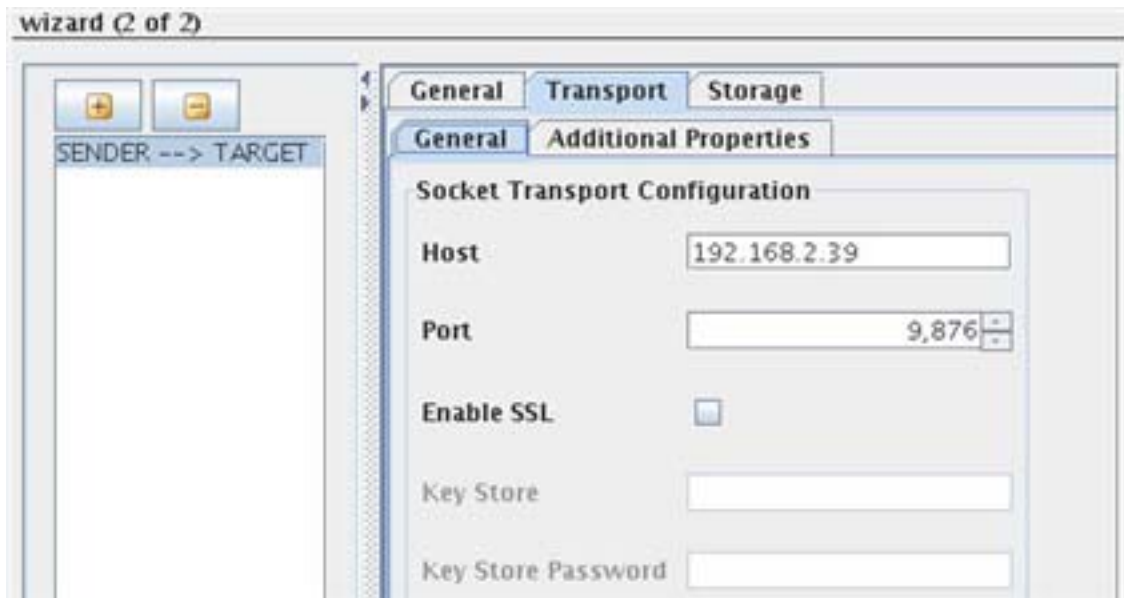 wizard (2 of 2)
SENDER --> TARGET
General Transport Storage
General Additional Properties
Socket Transport Configuration
Host 192.168.2.39
Port 9,876
Enable SSL
Key Store
Key Store Password